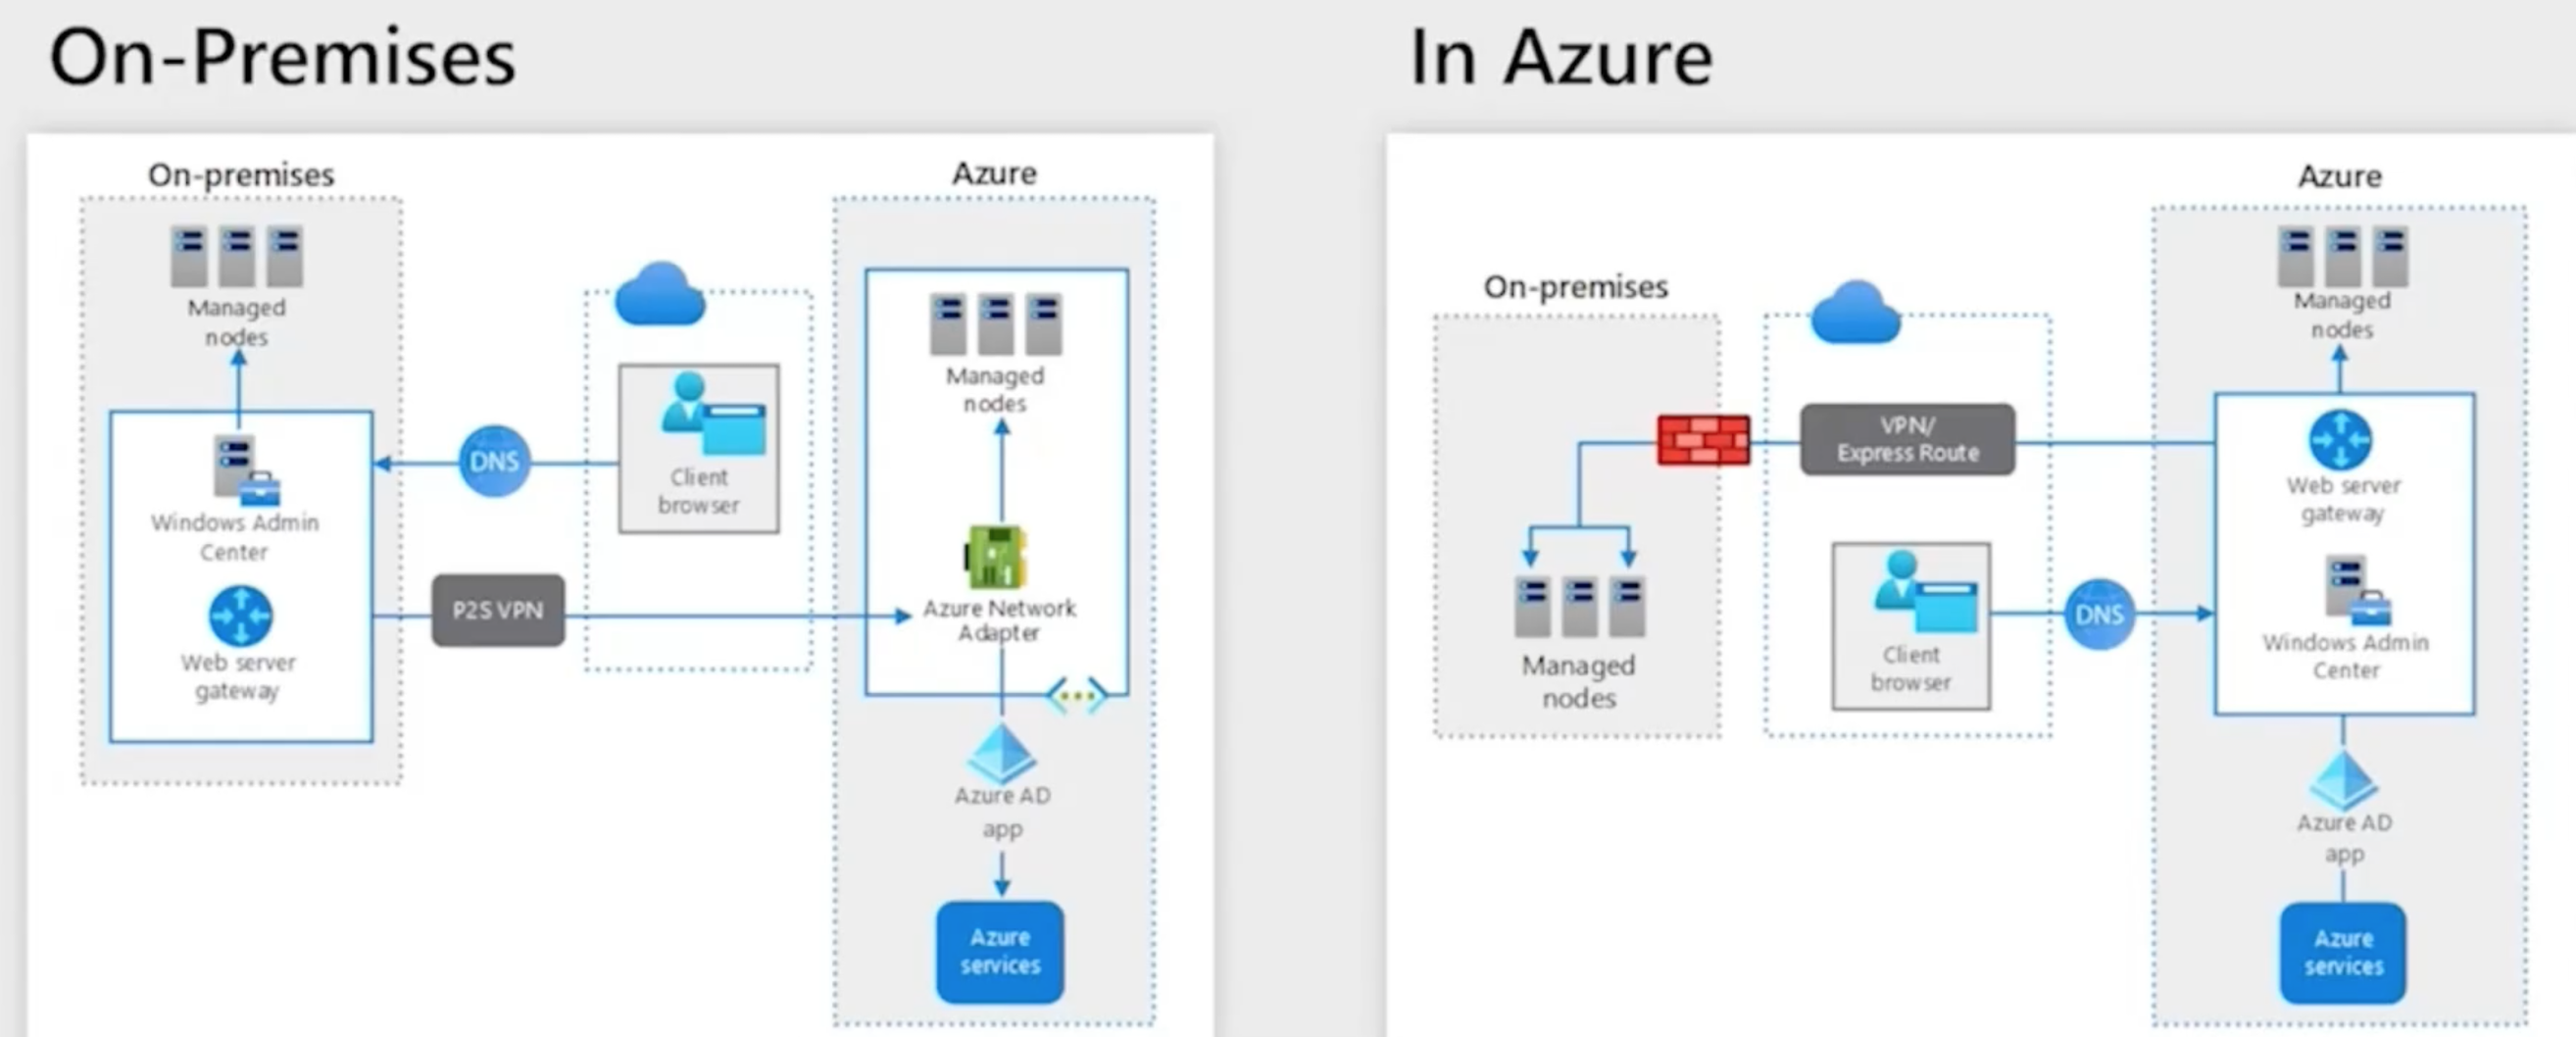 On-Premises
On-premises
Managed
nodes
Windows Admin
Center
Web server
gateway
DNS
P2S VPN
Client
browser
Azure
Managed
nodes
Azure Network
Adapter
Azure AD
app
Azure
services
In Azure
On-premises
Managed
nodes
VPN/
Express Route
Client
browser
DNS
Azure
Managed
nodes
Web server
gateway
Windows Admin
Center
Azure AD
app
Azure
services